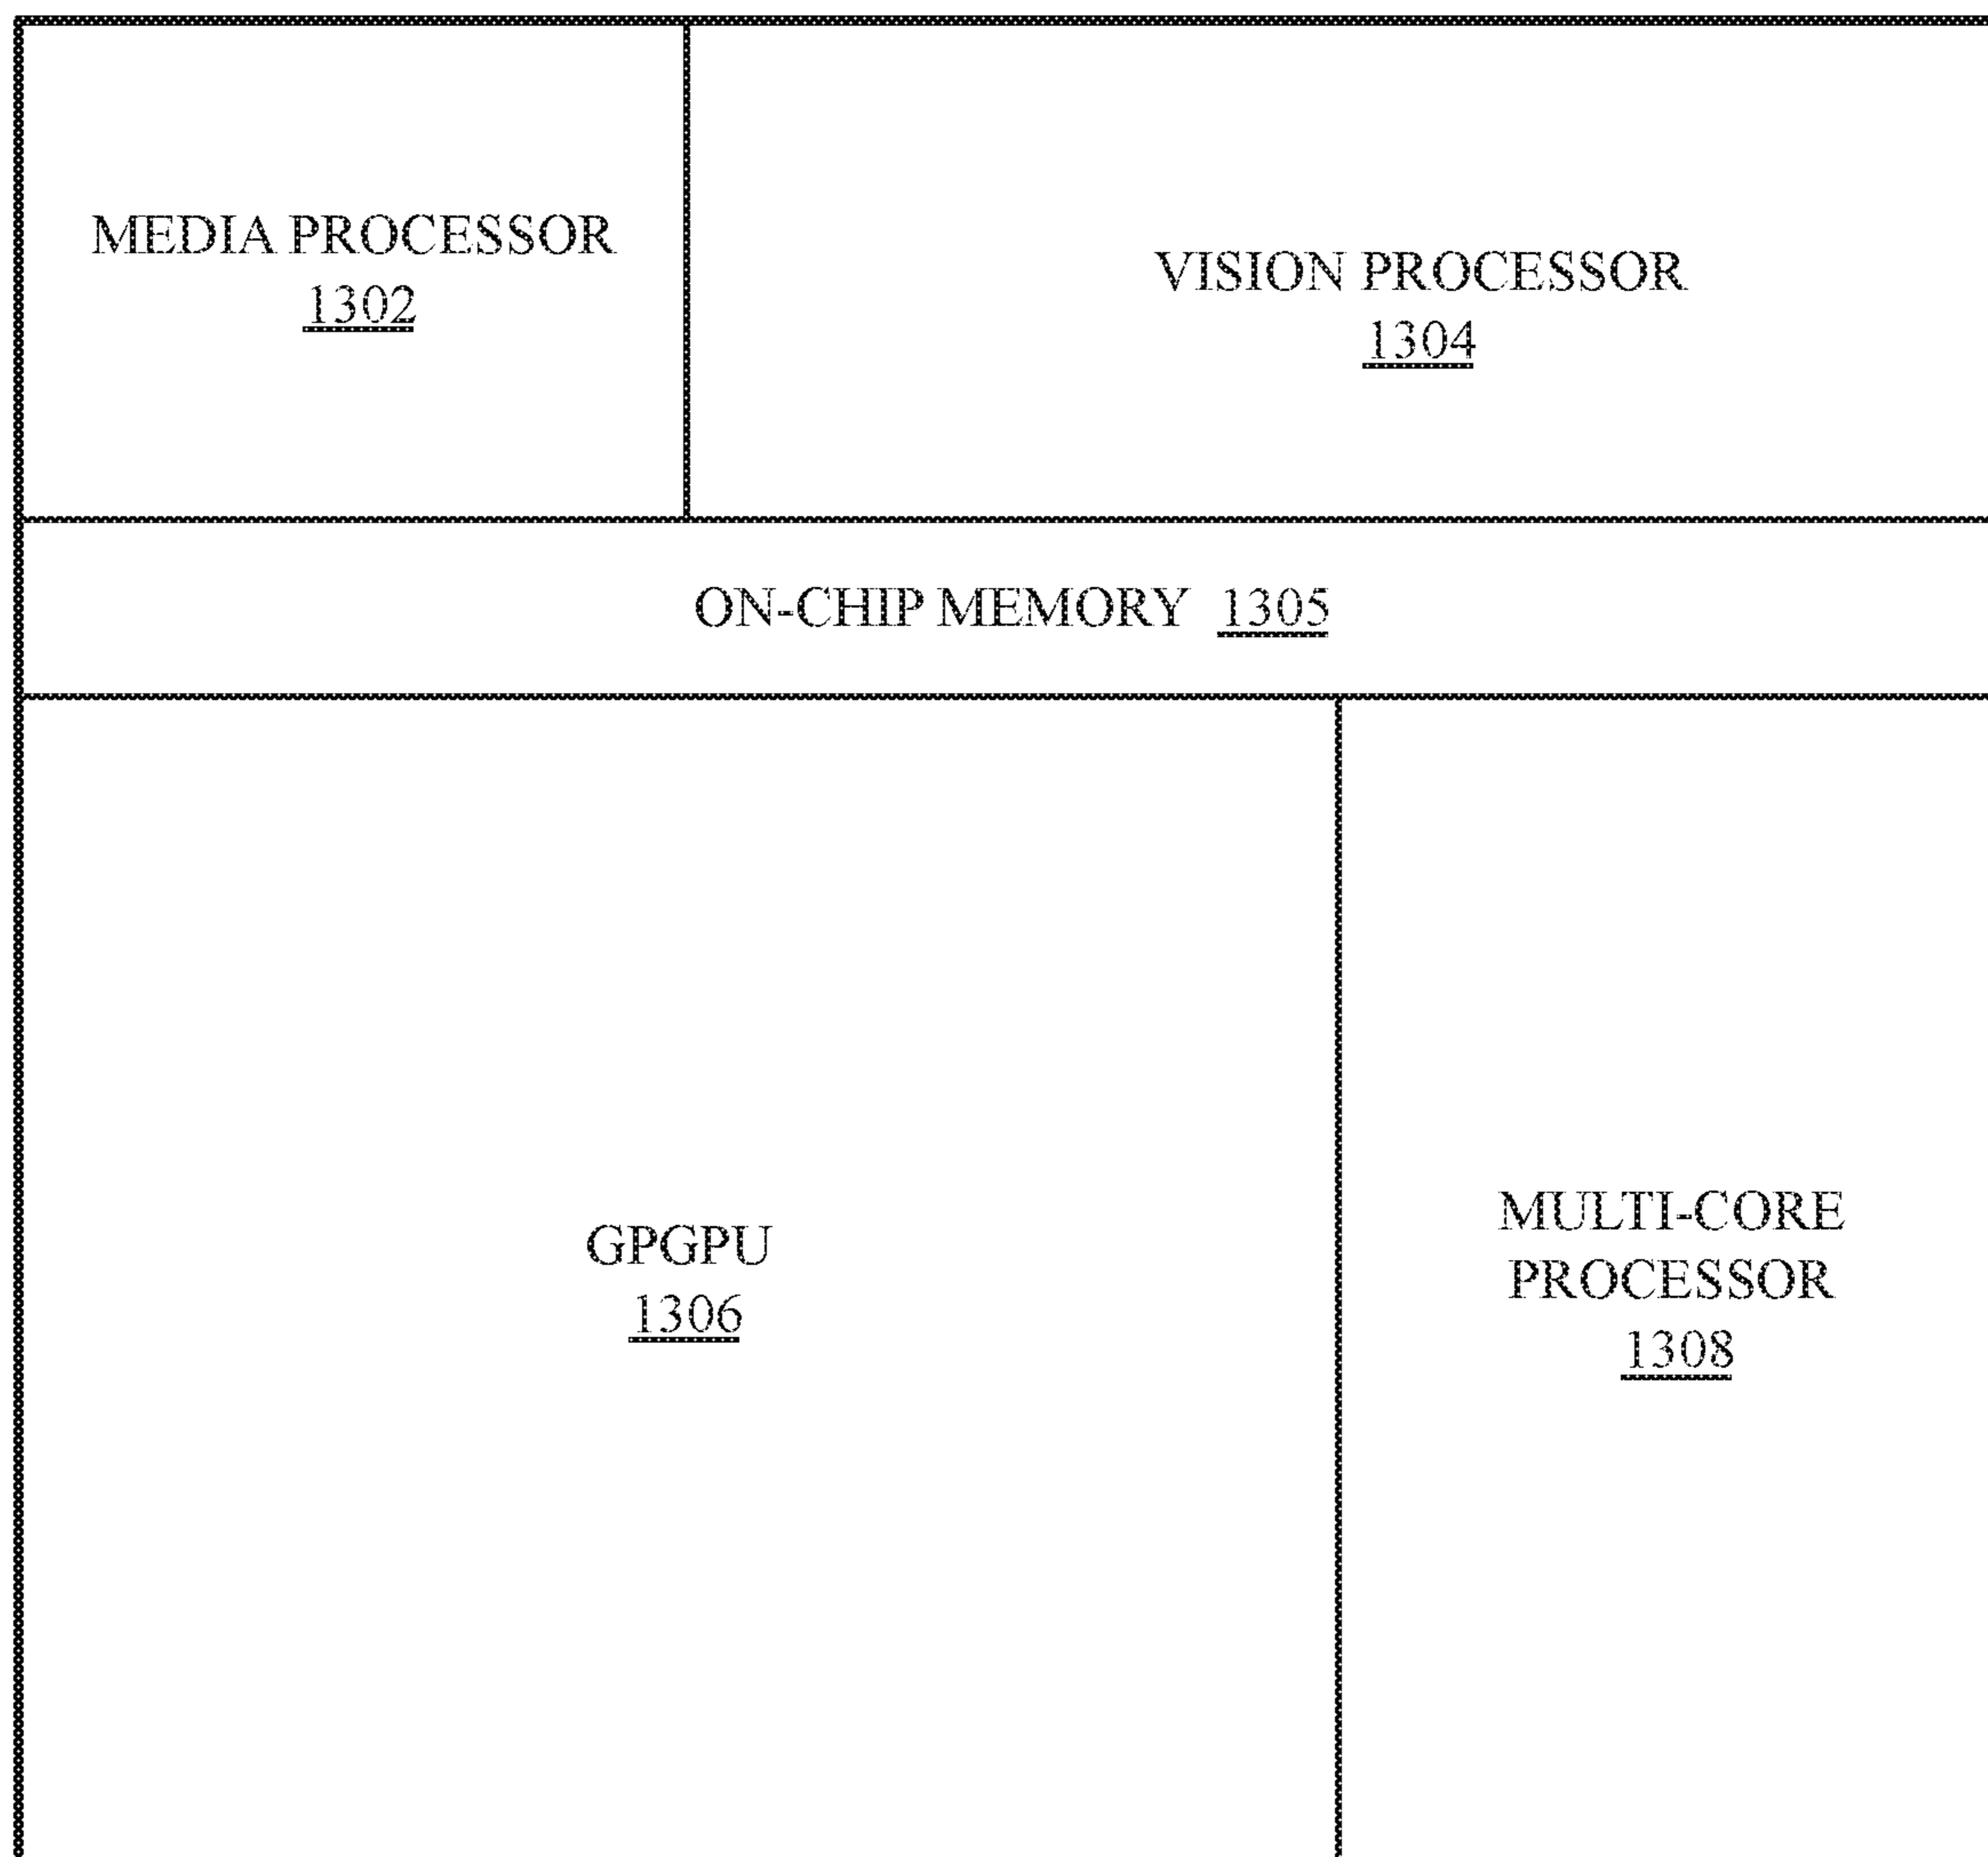 MEDIA PROCESSOR
1302
VISION PROCESSOR
1304
ON-CHIP MEMORY 1305
GPGPU
1306
MULTI-CORE
PROCESSOR
1308